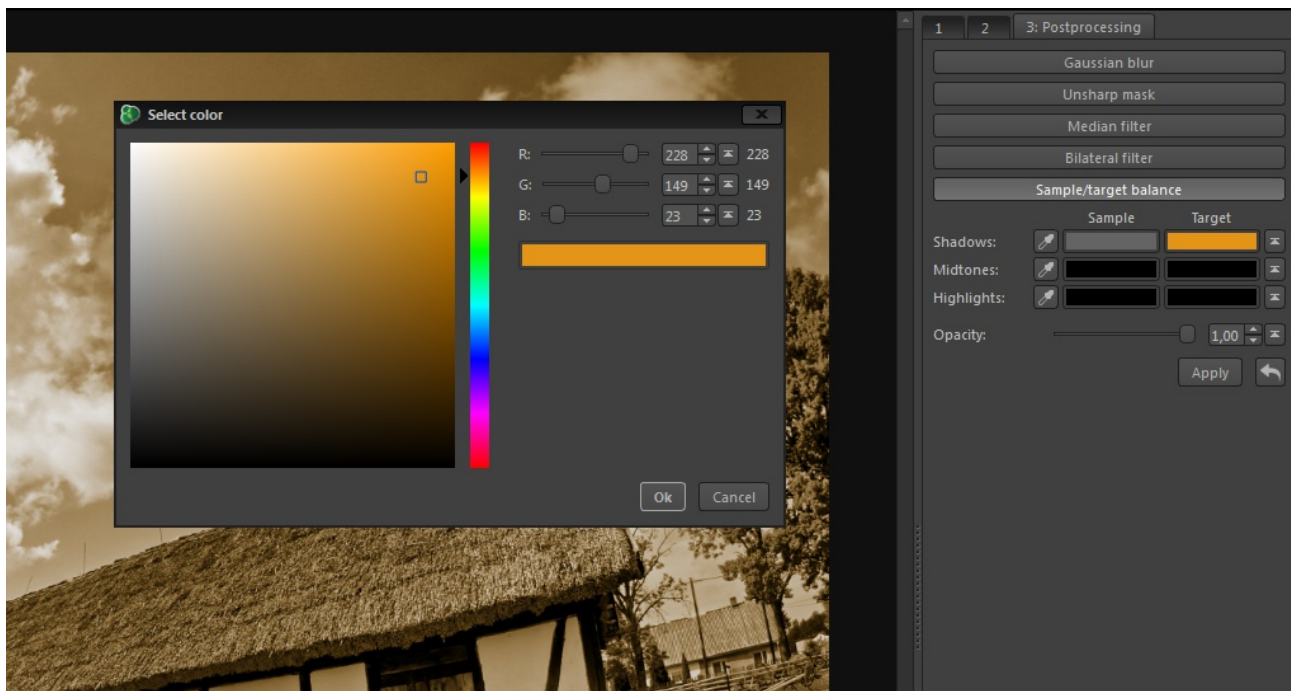 1 2 3: Postprocessing
Gaussian blur
Unsharp mask
Median filter
Bilateral filter
Sample/target balance
Sample Target
Shadows:
Midtones:
Highlights:
Opacity: 1,00
Apply
Select color
R: 228 228
G: 149 149
B: 23 23
Ok Cancel